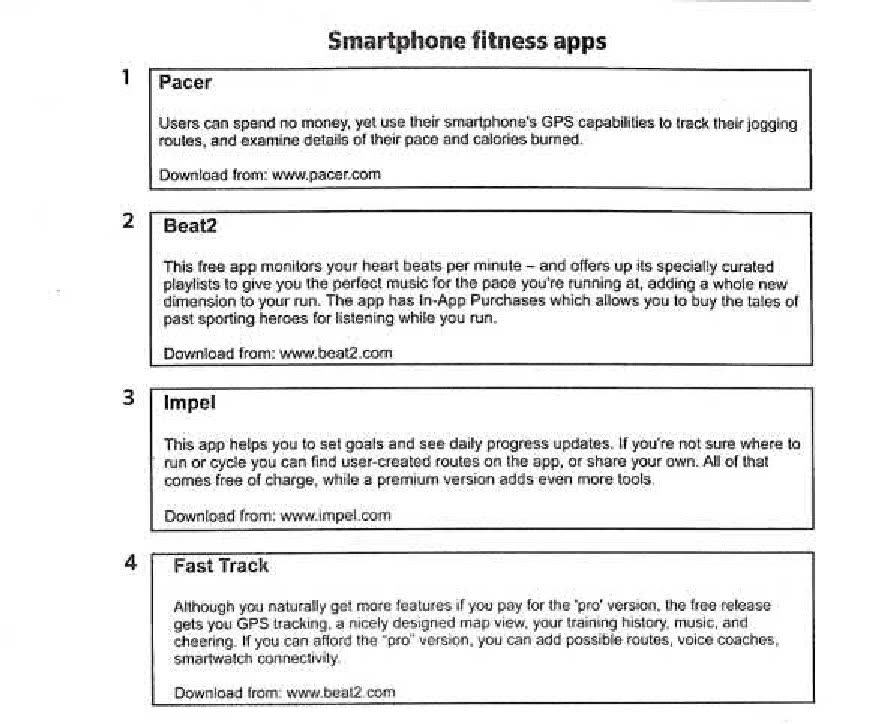 Smartphone fitness apps
1
Pacer
Users can spend no money, yet use their smartphone's GPS capabilities to track their jogging
routes, and examine details of their pace and calories burned.
Download from: www.pacer.com
2
Beat2
This free app monitors your heart beats per minute – and offers up its specially curated
playlists to give you the perfect music for the pace you're running at, adding a whole new
dimension to your run. The app has In-App Purchases which allows you to buy the tales of
past sporting heroes for listening while you run.
Download from: www.beat2.com
3
Impel
This app helps you to set goals and see daily progress updates. If you're not sure where to
run or cycle you can find user-created routes on the app, or share your own. All of that
comes free of charge, while a premium version adds even more tools.
Download from: www.impel.com
4
Fast Track
Although you naturally get more features if you pay for the 'pro' version, the free release
gets you GPS tracking, a nicely designed map view, your training history, music, and
cheering. If you can afford the "pro" version, you can add possible routes, voice coaches,
smartwatch connectivity.
Download from: www.beat2.com